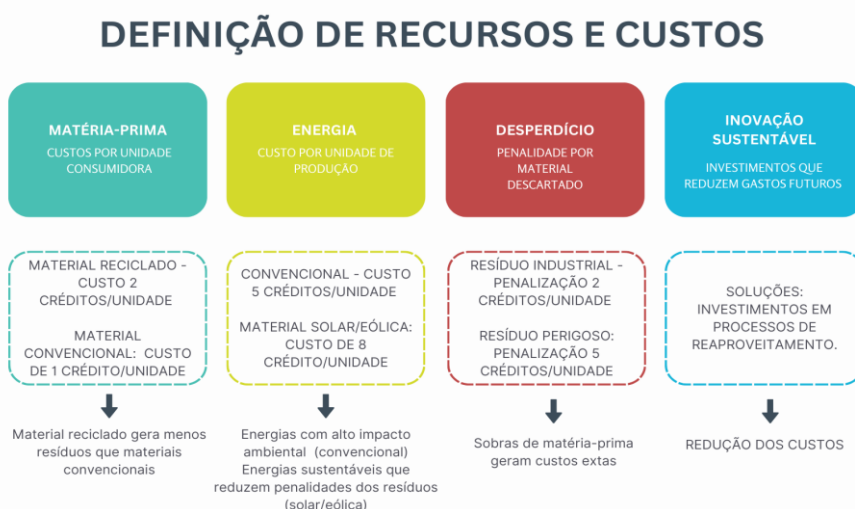 DEFINIÇÃO DE RECURSOS E CUSTOS
MATÉRIA-PRIMA
CUSTOS POR UNIDADE
CONSUMIDORA
ENERGIA
CUSTO POR UNIDADE DE
PRODUÇÃO
DESPERDÍCIO
PENALIDADE POR
MATERIAL
DESCARTADO
INOVAÇÃO
SUSTENTÁVEL
INVESTIMENTOS QUE
REDUZEM GASTOS FUTUROS
MATERIAL RECICLADO -
CUSTO 2
CRÉDITOS/UNIDADE
MATERIAL
CONVENCIONAL: CUSTO
DE 1 CRÉDITO/UNIDADE
CONVENCIONAL - CUSTO
5 CRÉDITOS/UNIDADE
MATERIAL SOLAR/EÓLICA:
CUSTO DE 8
CRÉDITO/UNIDADE
RESÍDUO INDUSTRIAL -
PENALIZAÇÃO 2
CRÉDITOS/UNIDADE
RESÍDUO PERIGOSO:
PENALIZAÇÃO 5
CRÉDITOS/UNIDADE
SOLUÇÕES:
INVESTIMENTOS EM
PROCESSOS DE
REAPROVEITAMENTO.
Material reciclado gera menos
resíduos que materiais
convencionais
Energias com alto impacto
ambiental (convencional)
Energias sustentáveis que
reduzem penalidades dos resíduos
(solar/eólica)
Sobras de matéria-prima
geram custos extas
REDUÇÃO DOS CUSTOS